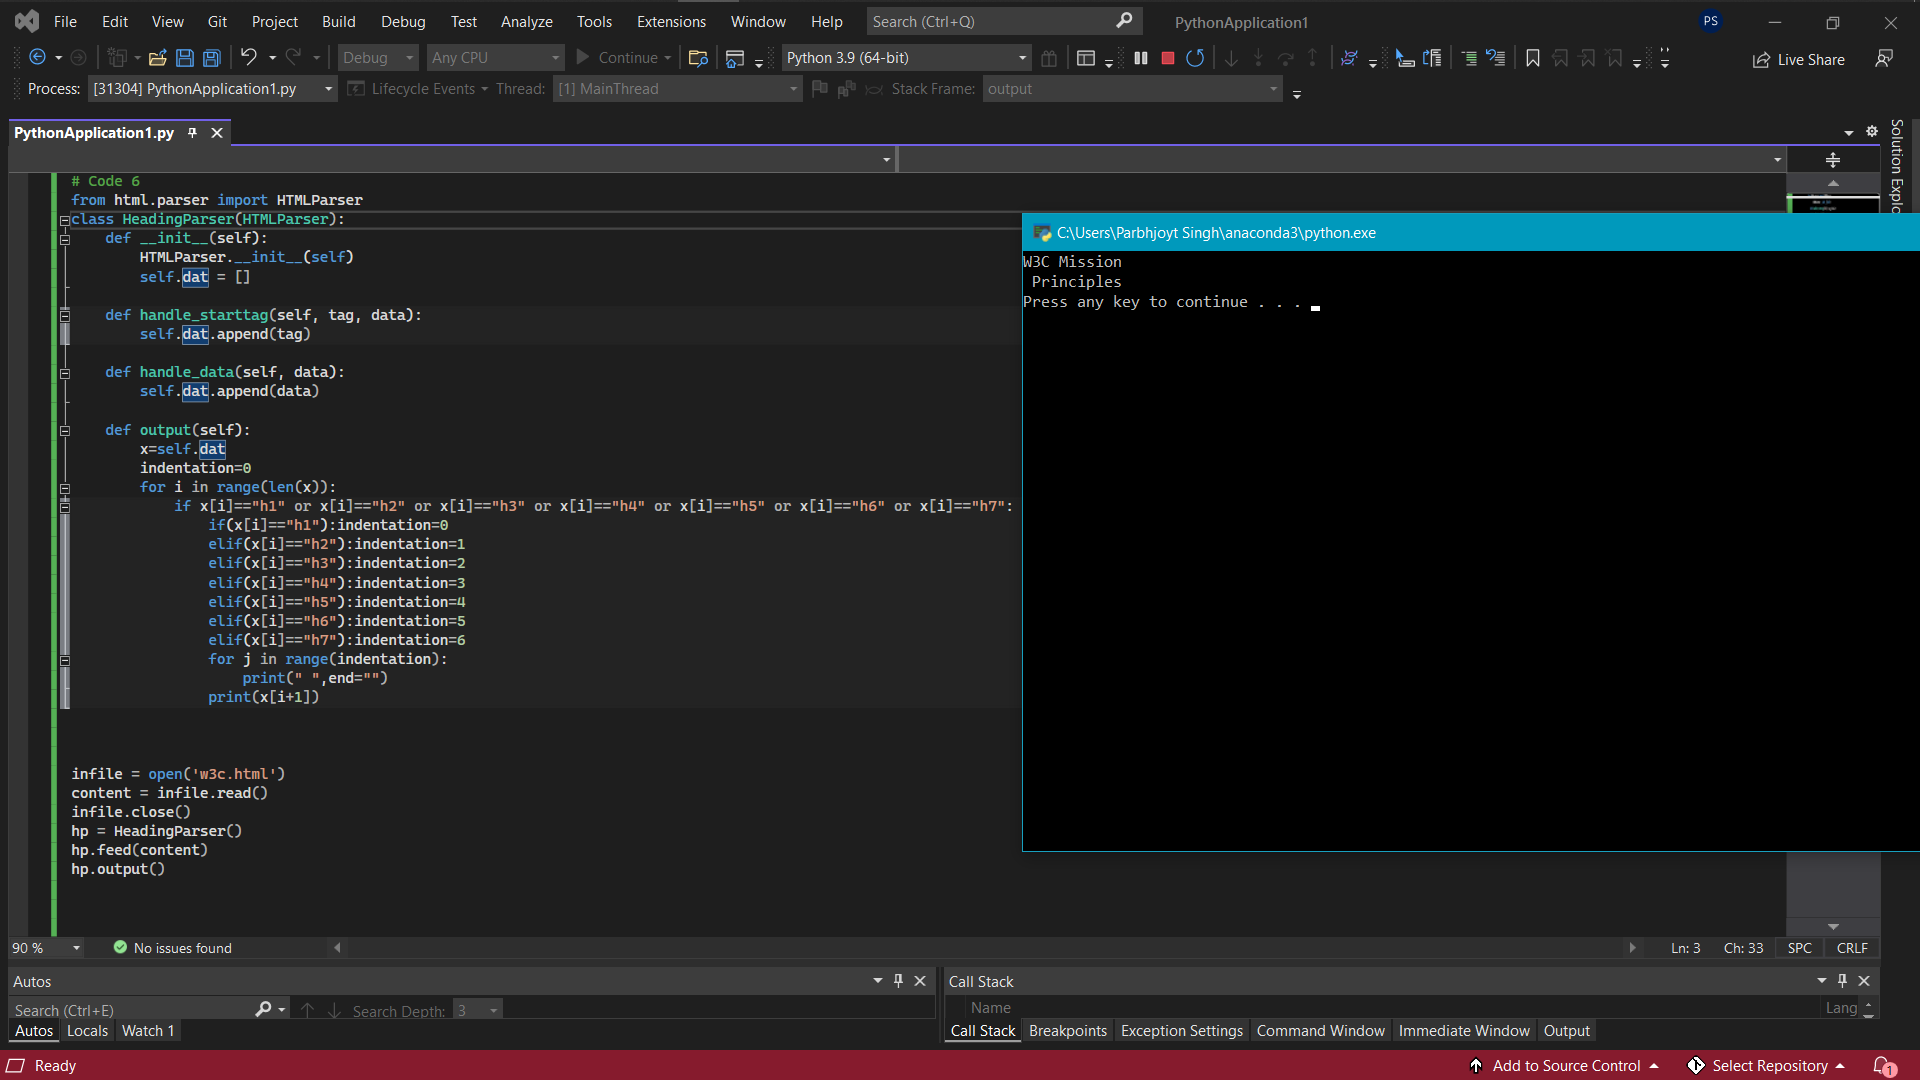 File Edit View Git Project Build Debug Test Analyze Tools Extensions Window Help Search (Ctrl+Q) PythonApplication1 PS
Debug Any CPU Continue Python 3.9 (64-bit) Live Share
Process: [31304] PythonApplication1.py Lifecycle Events Thread: [1] MainThread Stack Frame: output
PythonApplication1.py
Solution Explo
# Code 6
from html.parser import HTMLParser
class HeadingParser(HTMLParser):
    def __init__(self):
        HTMLParser.__init__(self)
        self.dat = []
    def handle_starttag(self, tag, data):
        self.dat.append(tag)
    def handle_data(self, data):
        self.dat.append(data)
    def output(self):
        x=self.dat
        indentation=0
        for i in range(len(x)):
            if x[i]=="h1" or x[i]=="h2" or x[i]=="h3" or x[i]=="h4" or x[i]=="h5" or x[i]=="h6" or x[i]=="h7":
                if(x[i]=="h1"):indentation=0
                elif(x[i]=="h2"):indentation=1
                elif(x[i]=="h3"):indentation=2
                elif(x[i]=="h4"):indentation=3
                elif(x[i]=="h5"):indentation=4
                elif(x[i]=="h6"):indentation=5
                elif(x[i]=="h7"):indentation=6
                for j in range(indentation):
                    print(" ",end="")
                print(x[i+1])
infile = open('w3c.html')
content = infile.read()
infile.close()
hp = HeadingParser()
hp.feed(content)
hp.output()
C:\Users\Parbhjoyt Singh\anaconda3\python.exe
W3C Mission
 Principles
Press any key to continue . . .
90 % No issues found Ln: 3 Ch: 33 SPC CRLF
Autos
Search (Ctrl+E) Search Depth: 3
Autos Locals Watch 1
Call Stack
Name Lang
Call Stack Breakpoints Exception Settings Command Window Immediate Window Output
Ready Add to Source Control Select Repository 1